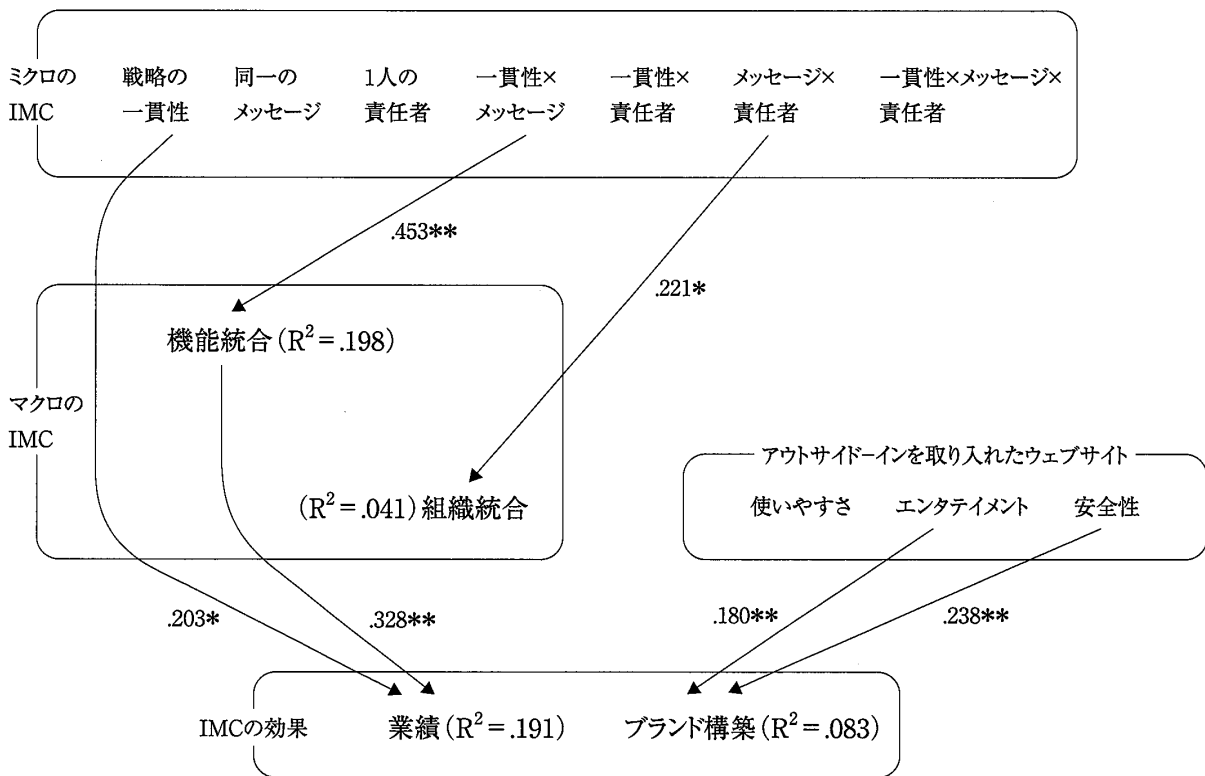 ミクロの
IMC
戦略の
一貫性
同一の
メッセージ
1人の
責任者
一貫性×
メッセージ
一貫性×
責任者
メッセージ×
責任者
一貫性×メッセージ×
責任者
.453**
.221*
機能統合(R²=.198)
マクロの
IMC
(R²=.041)組織統合
アウトサイド−インを取り入れたウェブサイト
使いやすさ エンタテイメント 安全性
.203*
.328**
.180**
.238**
IMCの効果 業績(R²=.191) ブランド構築(R²=.083)